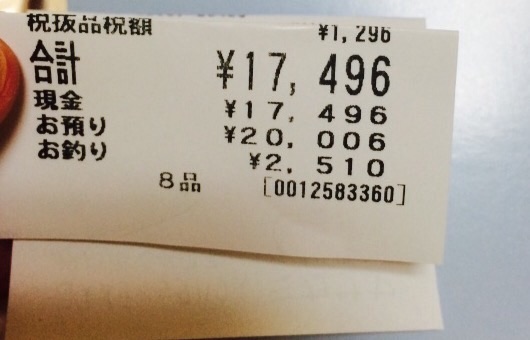 税抜品税額 ¥1,296
合計 ¥17,496
現金 ¥17,496
お預り ¥20,006
お釣り ¥2,510
8品 [0012583360]